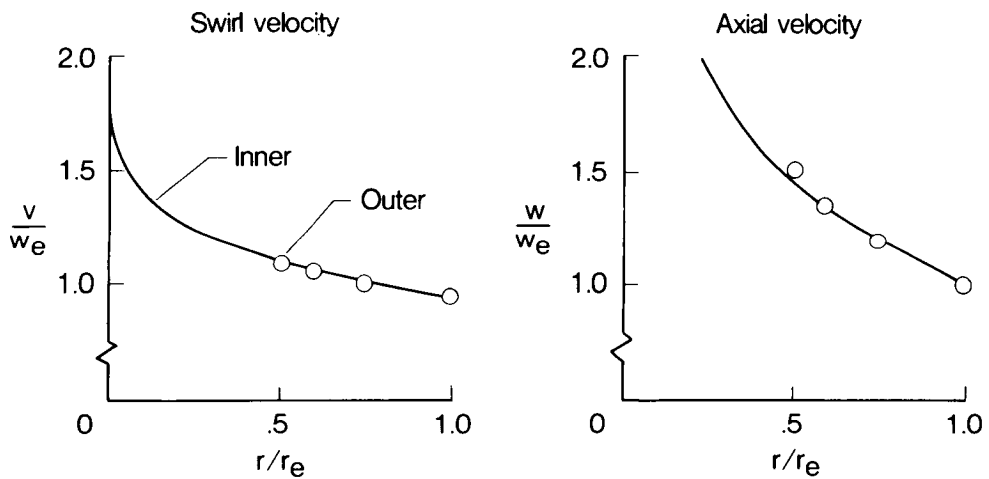 Swirl velocity
2.0
1.5
1.0
0
.5
1.0
v
w_e
r/r_e
Inner
Outer
Axial velocity
2.0
1.5
1.0
0
.5
1.0
w
w_e
r/r_e